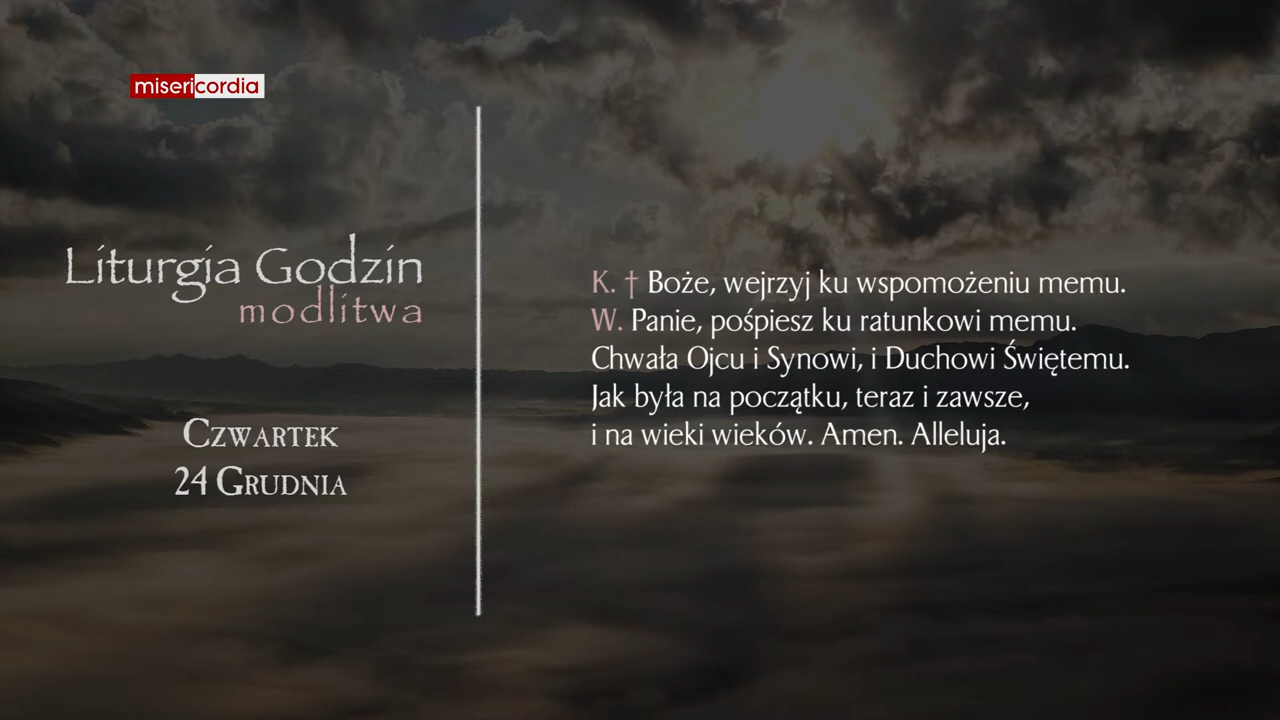 misericordia
Liturgia Godzin
modlitwa
Czwartek
24 Grudnia
K. † Boże, wejrzyj ku wspomożeniu memu.
W. Panie, pośpiesz ku ratunkowi memu.
Chwała Ojcu i Synowi, i Duchowi Świętemu.
Jak była na początku, teraz i zawsze,
i na wieki wieków. Amen. Alleluja.